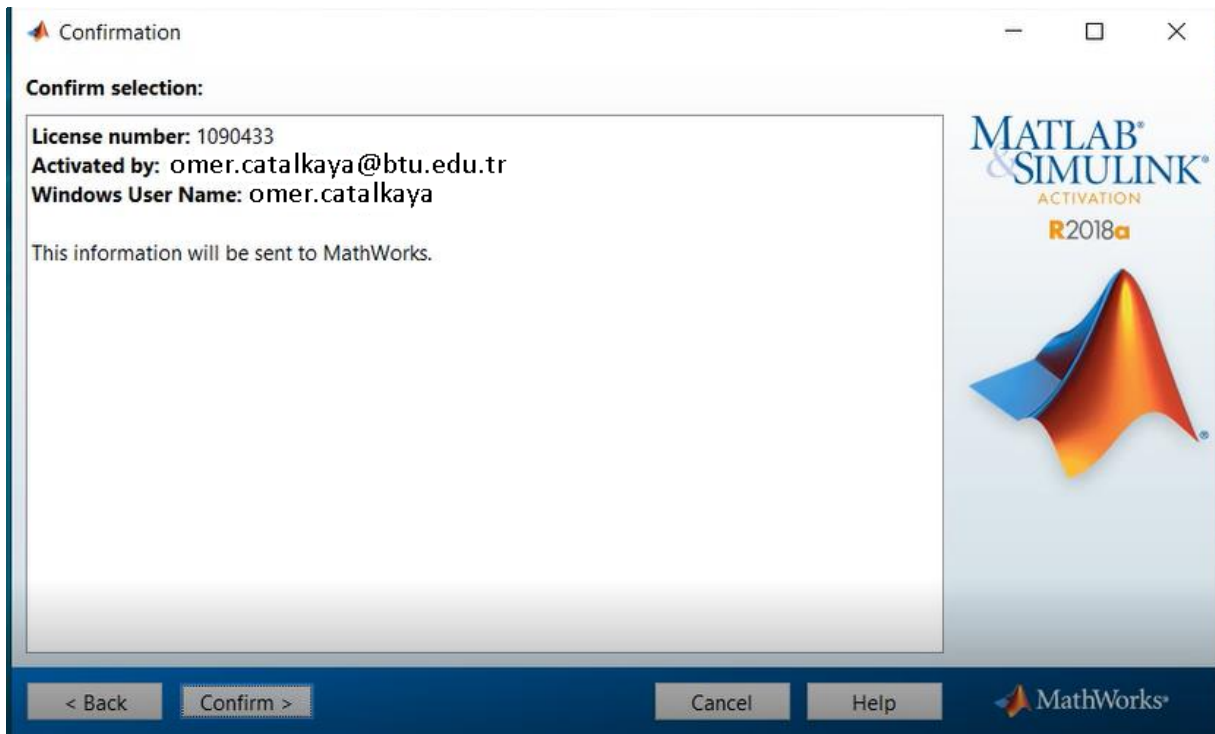 Confirmation
Confirm selection:
License number: 1090433
Activated by: omer.catalkaya@btu.edu.tr
Windows User Name: omer.catalkaya
This information will be sent to MathWorks.
MATLAB®
&SIMULINK®
ACTIVATION
R2018a
®
< Back
Confirm >
Cancel
Help
MathWorks®